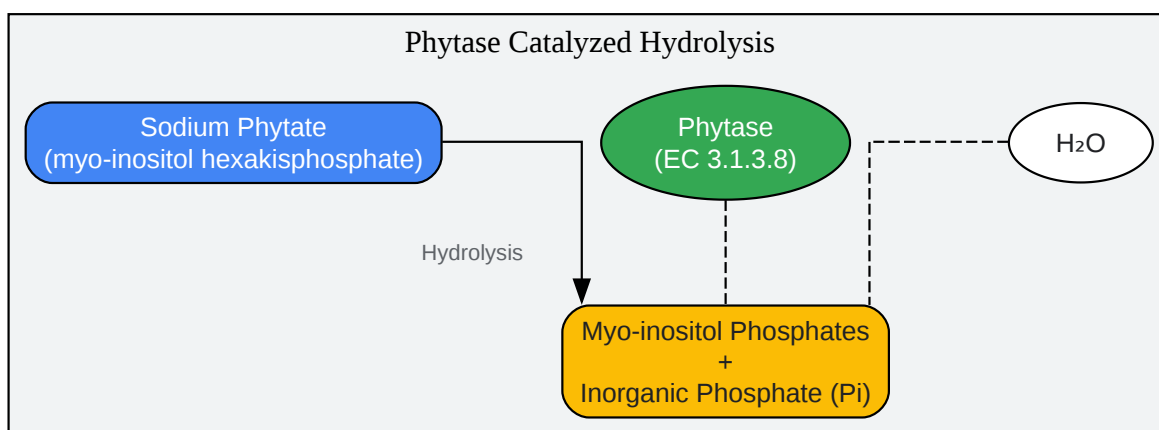 Phytase Catalyzed Hydrolysis
Sodium Phytate
(myo-inositol hexakisphosphate)
Phytase
(EC 3.1.3.8)
H₂O
Hydrolysis
Myo-inositol Phosphates
+
Inorganic Phosphate (Pi)